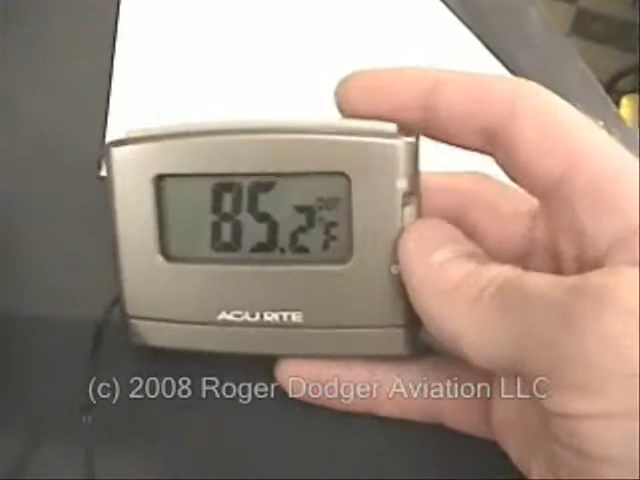 OUT
85.2°F
ACU RITE
(c) 2008 Roger Dodger Aviation LLC